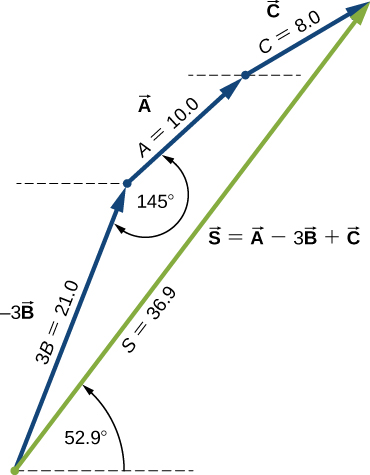 C⃗
C = 8.0
A⃗
A = 10.0
145°
S⃗ = A⃗ − 3B⃗ + C⃗
−3B⃗
3B = 21.0
S = 36.9
52.9°